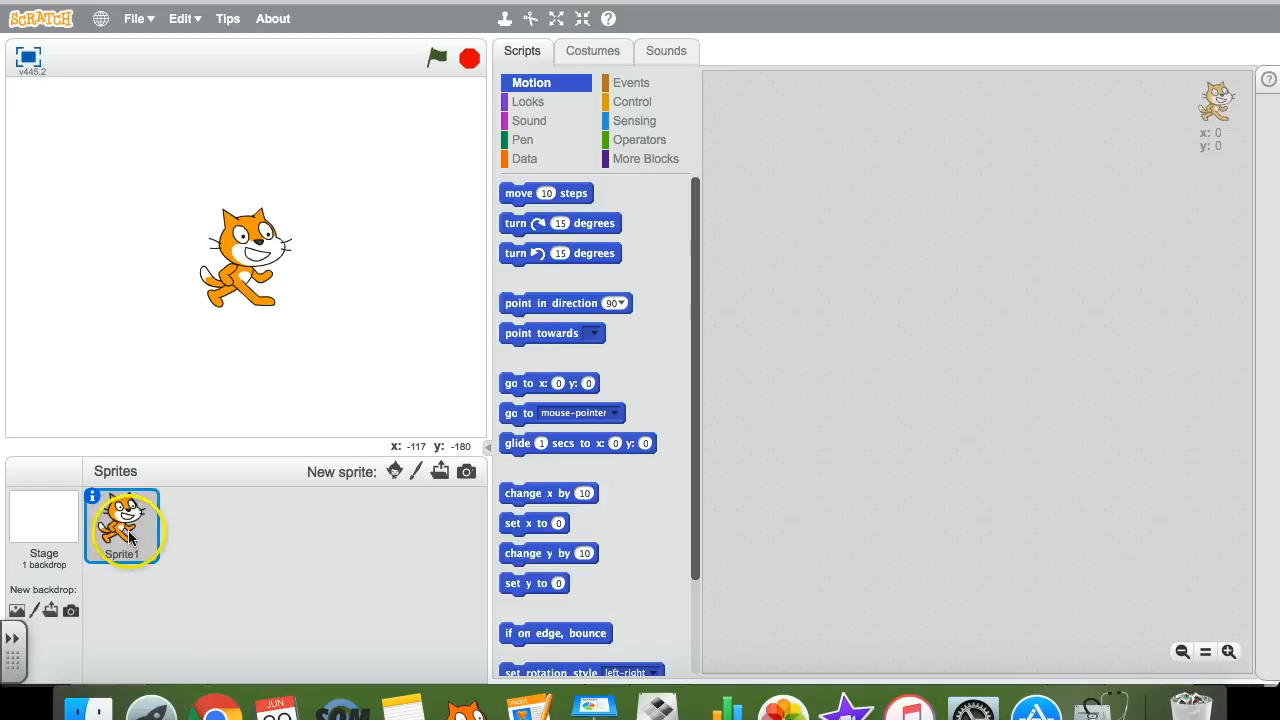 SCRATCH File Edit Tips About
v445.2
Scripts Costumes Sounds
Motion Events
Looks Control
Sound Sensing
Pen Operators
Data More Blocks
x: 0
y: 0
move 10 steps
turn 15 degrees
turn 15 degrees
point in direction 90
point towards
go to x: 0 y: 0
go to mouse-pointer
glide 1 secs to x: 0 y: 0
change x by 10
set x to 0
change y by 10
set y to 0
if on edge, bounce
set rotation style left-right
x: -117 y: -180
Sprites New sprite:
Stage
1 backdrop
Sprite1
New backdrop:
JUN
PAGES